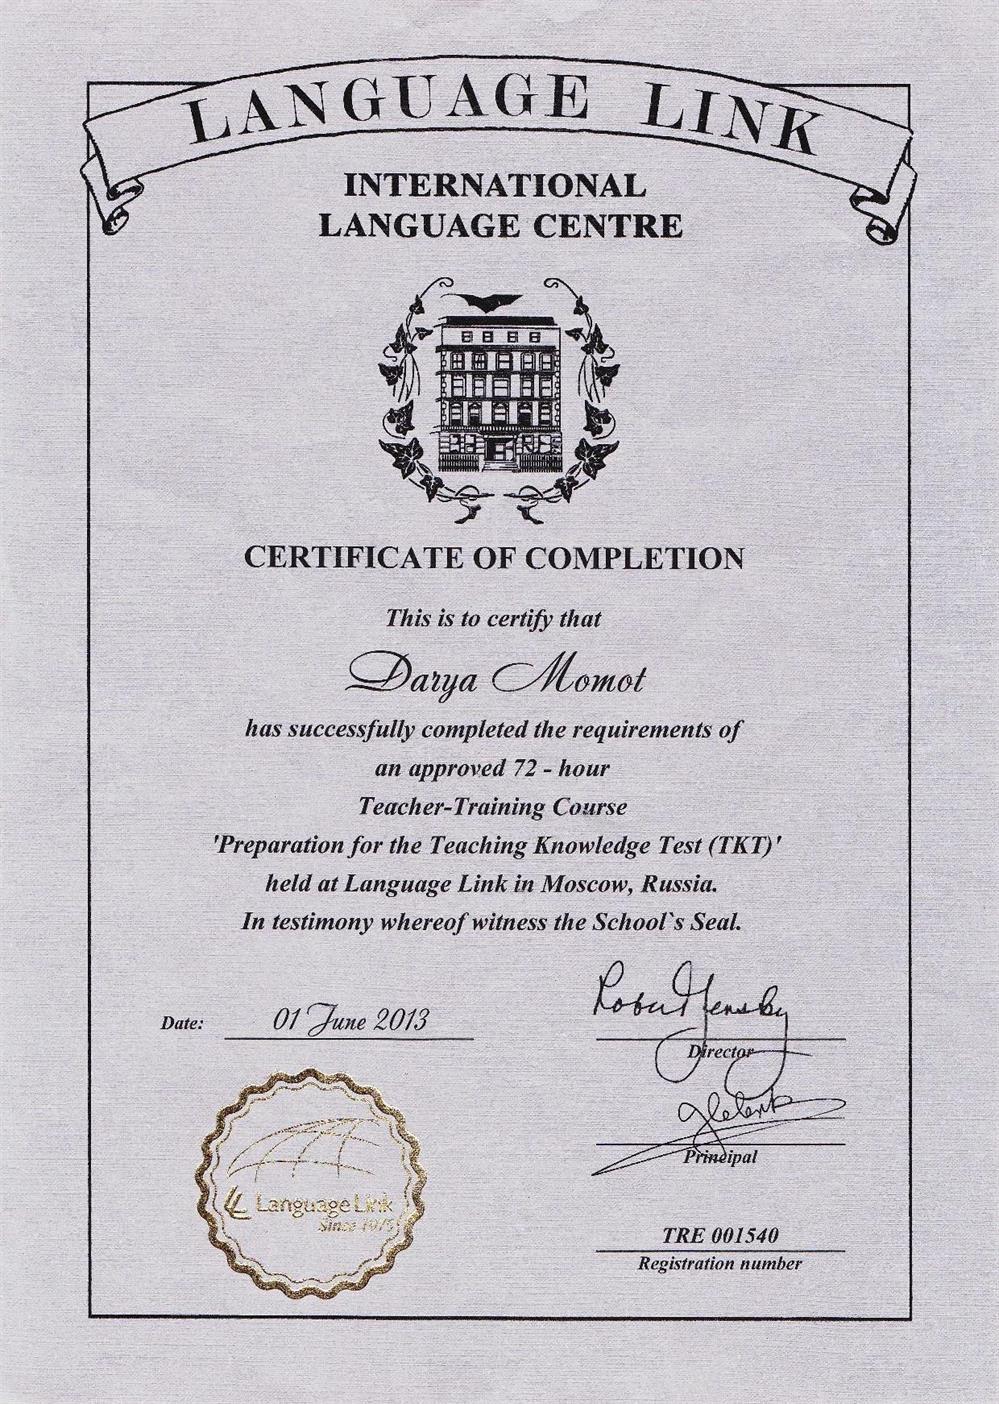 LANGUAGE LINK
INTERNATIONAL
LANGUAGE CENTRE
CERTIFICATE OF COMPLETION
This is to certify that
Darya Momot
has successfully completed the requirements of
an approved 72 - hour
Teacher-Training Course
'Preparation for the Teaching Knowledge Test (TKT)'
held at Language Link in Moscow, Russia.
In testimony whereof witness the School`s Seal.
Date: 01 June 2013
Director
Principal
LL Language Link
Since 1975
TRE 001540
Registration number